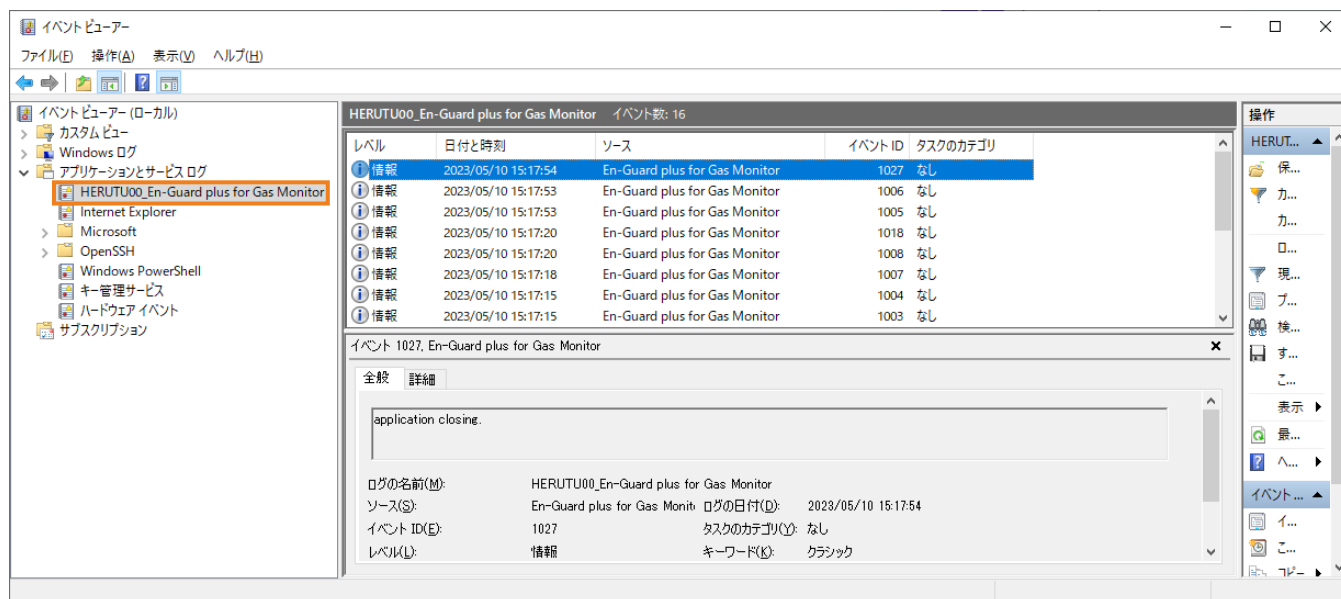 イベント ビューアー
ファイル(F) 操作(A) 表示(V) ヘルプ(H)
イベント ビューアー (ローカル)
カスタム ビュー
Windows ログ
アプリケーションとサービス ログ
HERUTU00_En-Guard plus for Gas Monitor
Internet Explorer
Microsoft
OpenSSH
Windows PowerShell
キー管理サービス
ハードウェア イベント
サブスクリプション
HERUTU00_En-Guard plus for Gas Monitor イベント数: 16
レベル 日付と時刻 ソース イベント ID タスクのカテゴリ
情報 2023/05/10 15:17:54 En-Guard plus for Gas Monitor 1027 なし
情報 2023/05/10 15:17:53 En-Guard plus for Gas Monitor 1006 なし
情報 2023/05/10 15:17:53 En-Guard plus for Gas Monitor 1005 なし
情報 2023/05/10 15:17:20 En-Guard plus for Gas Monitor 1018 なし
情報 2023/05/10 15:17:20 En-Guard plus for Gas Monitor 1008 なし
情報 2023/05/10 15:17:18 En-Guard plus for Gas Monitor 1007 なし
情報 2023/05/10 15:17:15 En-Guard plus for Gas Monitor 1004 なし
情報 2023/05/10 15:17:15 En-Guard plus for Gas Monitor 1003 なし
イベント 1027, En-Guard plus for Gas Monitor
全般 詳細
application closing.
ログの名前(M): HERUTU00_En-Guard plus for Gas Monitor
ソース(S): En-Guard plus for Gas Monit ログの日付(D): 2023/05/10 15:17:54
イベント ID(E): 1027 タスクのカテゴリ(Y): なし
レベル(L): 情報 キーワード(K): クラシック
操作
HERUT...
保...
カ...
カ...
ロ...
現...
プ...
検...
す...
こ...
表示
最...
ヘ...
イベント ...
イ...
こ...
コピー